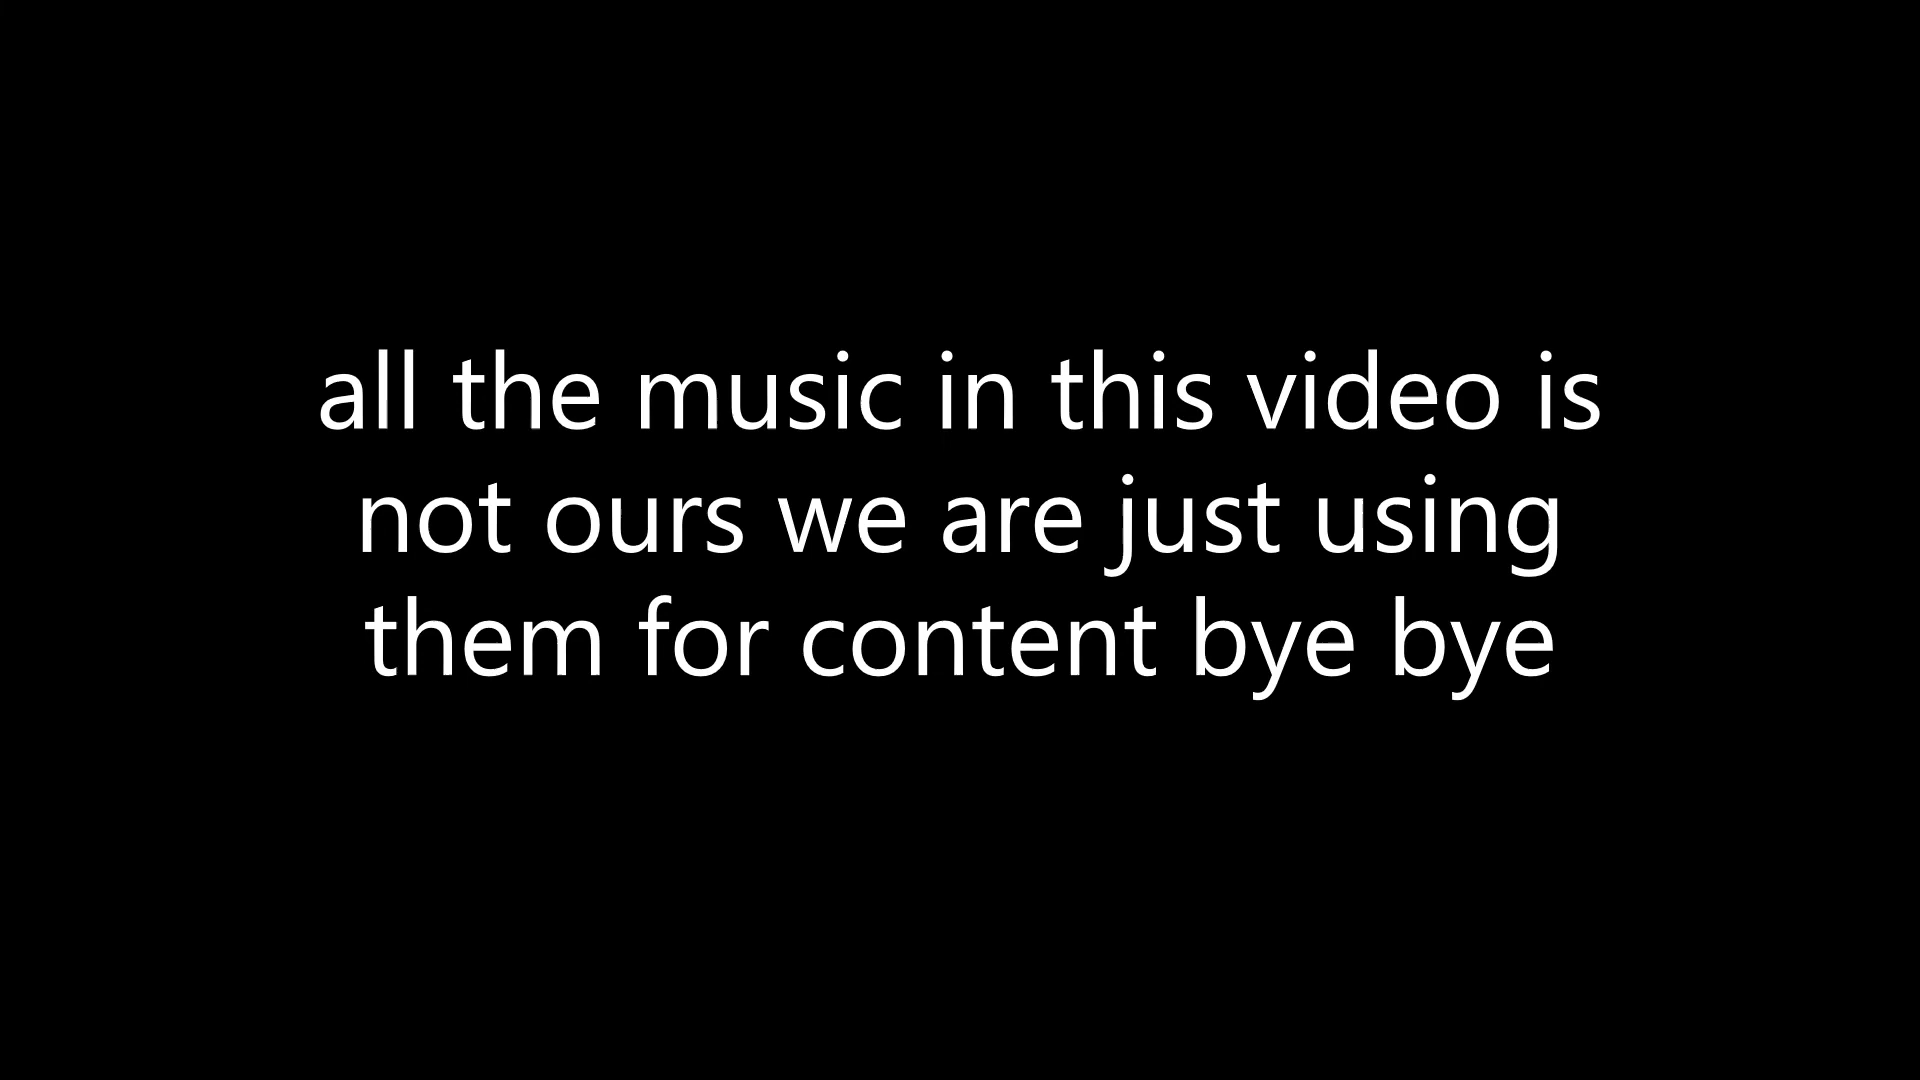 all the music in this video is
not ours we are just using
them for content bye bye